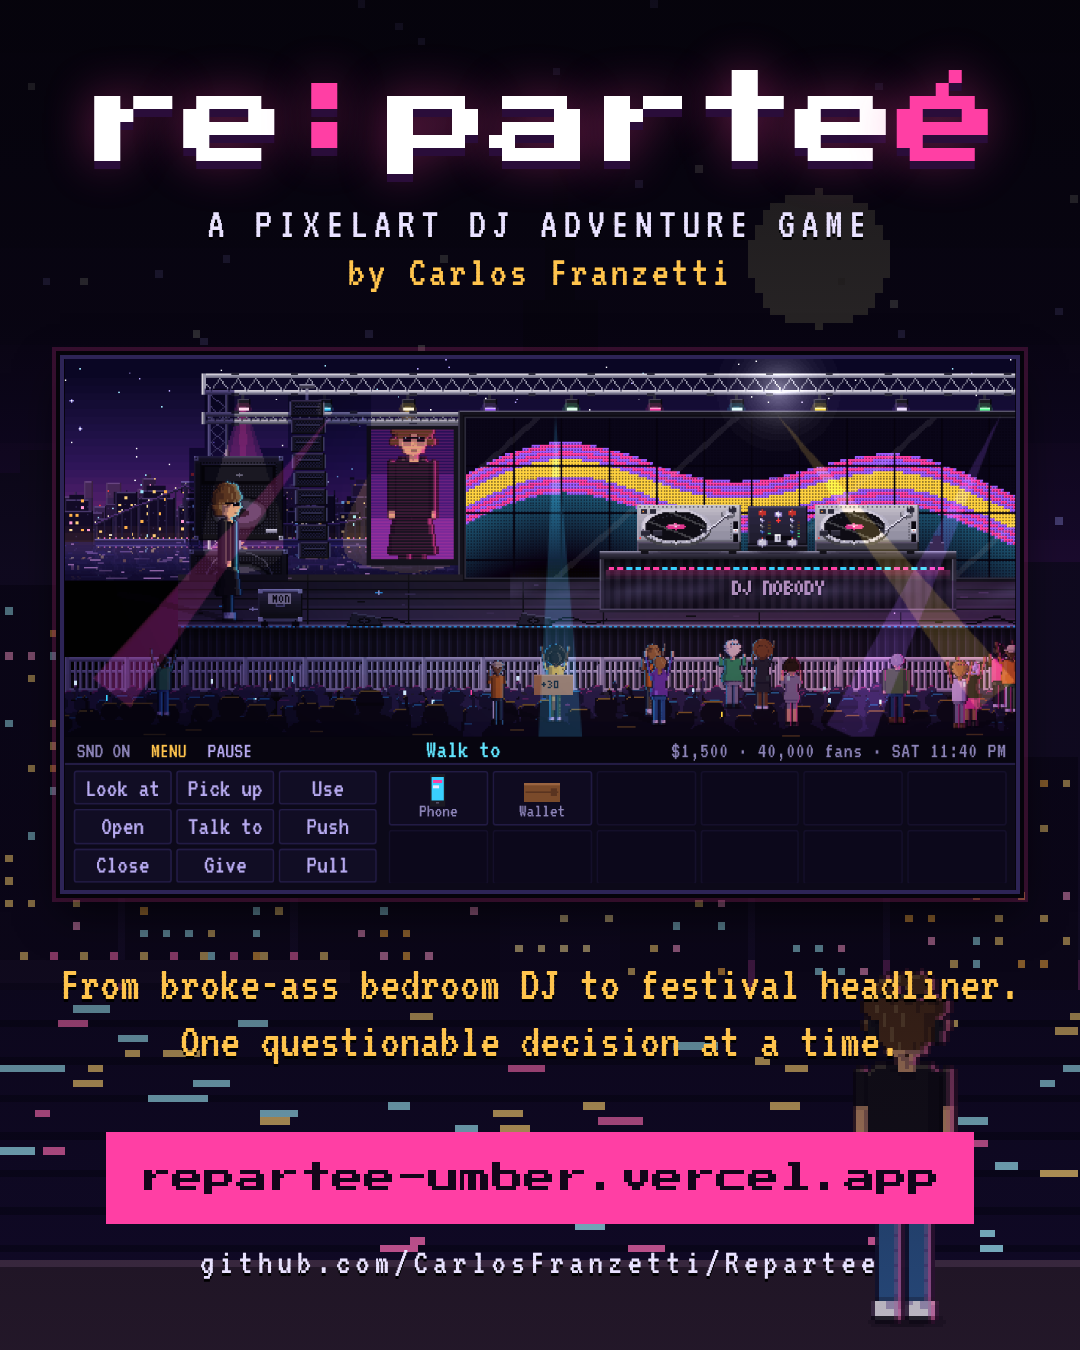 re:parteé
A PIXELART DJ ADVENTURE GAME
by Carlos Franzetti
DJ NOBODY
MON
+30
SND ON MENU PAUSE Walk to $1,500 · 40,000 fans · SAT 11:40 PM
Look at Pick up Use
Phone Wallet
Open Talk to Push
Close Give Pull
From broke-ass bedroom DJ to festival headliner.
One questionable decision at a time.
repartee-umber.vercel.app
github.com/CarlosFranzetti/Repartee